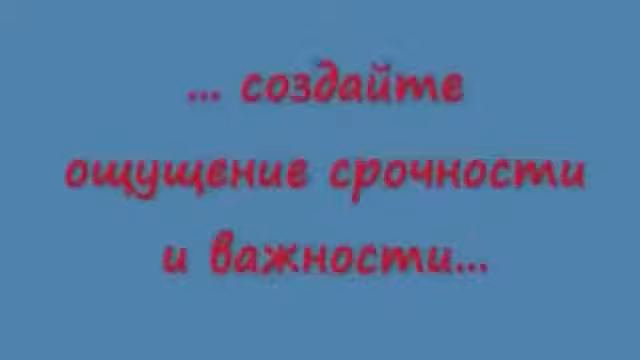 ... создайте
ощущение срочности
и важности...